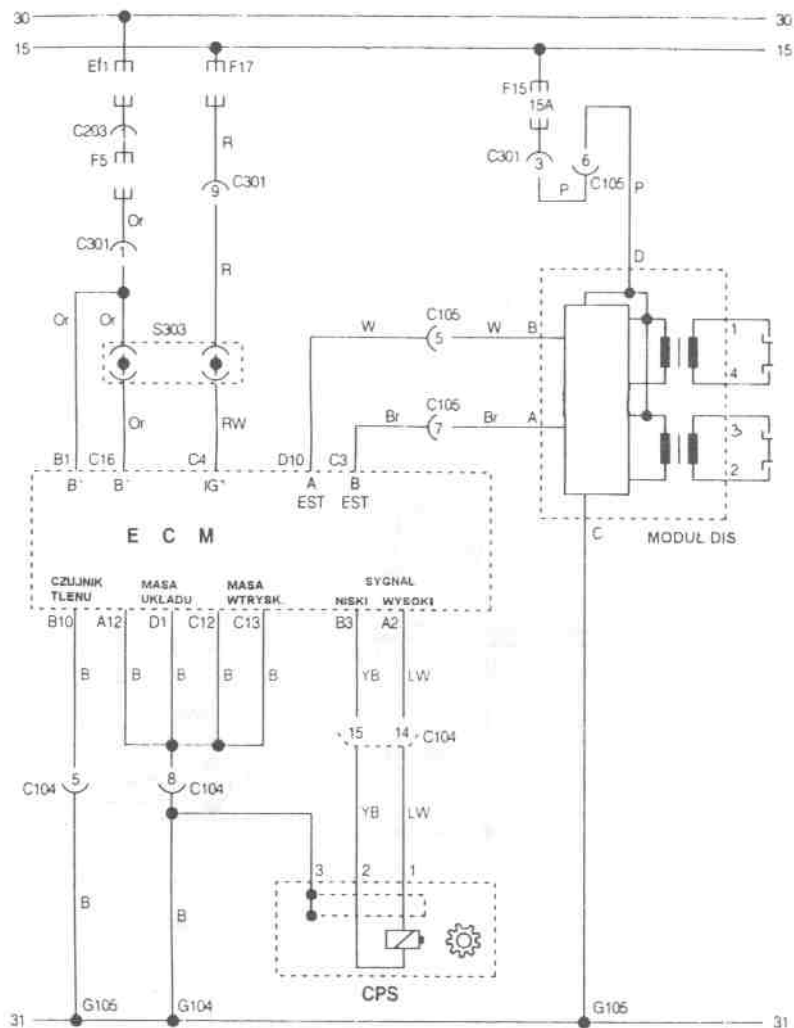 30 30
15 15
Ef1 F17
F15
15A
C203
F5
R
C301 3 6 C105
9 C301
P P
Or
C301 1
R
D
Or Or S303
C105
W 5 W B
1
4
Or RW
C105
Br 7 Br A
3
2
B1 C16 C4 D10 C3
B B IG A B
EST EST
C
MODUŁ DIS
E C M
CZUJNIK TLENU
MASA UKŁADU
MASA WTRYSK.
SYGNAŁ
NISKI WYSOKI
B10 A12 D1 C12 C13 B3 A2
B B B B B YB LW
15 14 C104
C104 5 8 C104
YB LW
3 2 1
B B
CPS
G105 G104 G105
31 31